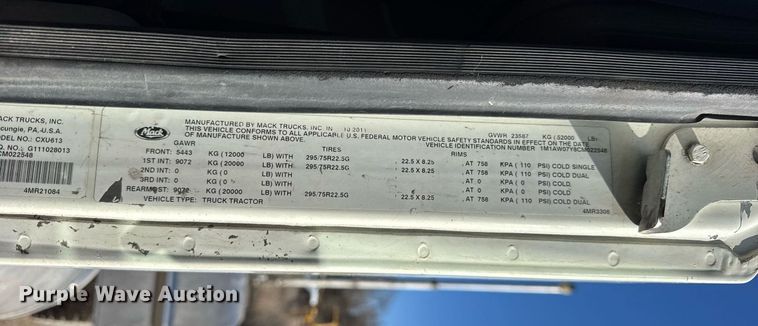 MACK TRUCKS, INC.
cungie, PA.-U.S.A.
MODEL NO.: CXU613
Q. NO.: G111028013
CM022548
4MR21084
Mack
MANUFACTURED BY MACK TRUCKS, INC. IN 10 2011
THIS VEHICLE CONFORMS TO ALL APPLICABLE U.S. FEDERAL MOTOR VEHICLE SAFETY STANDARDS IN EFFECT ON DATE
OF MANUFACTURE SHOWN ABOVE. VEHICLE IDENTIFICATION NUMBER 1M1AW07Y8CM022548
GVWR 23587 KG (52000 LB)
GAWR TIRES RIMS
FRONT: 5443 KG (12000 LB) WITH 295/75R22.5G 22.5 X 8.25 , AT 758 KPA ( 110 PSI) COLD SINGLE
1ST INT: 9072 KG (20000 LB) WITH 295/75R22.5G 22.5 X 8.25 , AT 758 KPA ( 110 PSI) COLD DUAL
2ND INT: 0 KG ( 0 LB) WITH , AT 0 KPA ( 0 PSI) COLD
3RD INT: 0 KG ( 0 LB) WITH , AT 0 KPA ( 0 PSI) COLD
REARMOST: 9072 KG (20000 LB) WITH 295/75R22.5G 22.5 X 8.25 , AT 758 KPA ( 110 PSI) COLD DUAL
VEHICLE TYPE: TRUCK TRACTOR
4MR3306
Purple Wave Auction